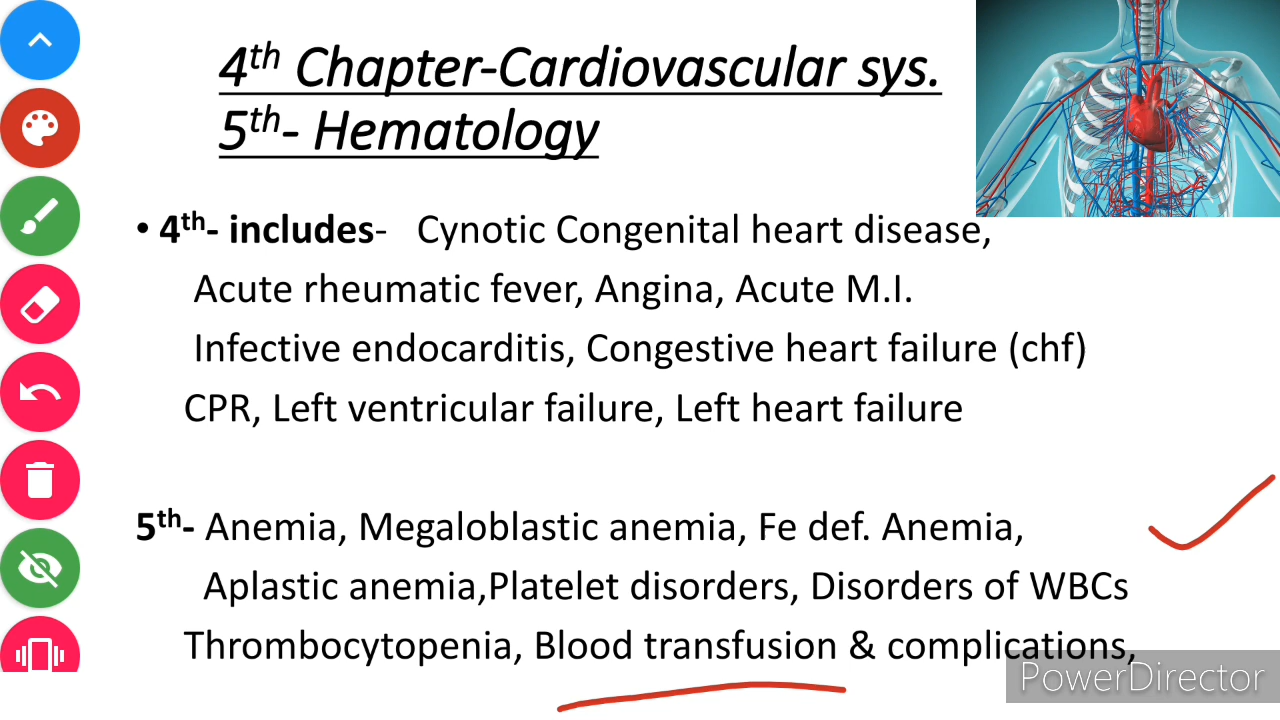 4th Chapter-Cardiovascular sys.
5th- Hematology
• 4th- includes- Cynotic Congenital heart disease,
Acute rheumatic fever, Angina, Acute M.I.
Infective endocarditis, Congestive heart failure (chf)
CPR, Left ventricular failure, Left heart failure
5th- Anemia, Megaloblastic anemia, Fe def. Anemia,
Aplastic anemia,Platelet disorders, Disorders of WBCs
Thrombocytopenia, Blood transfusion & complications,
PowerDirector